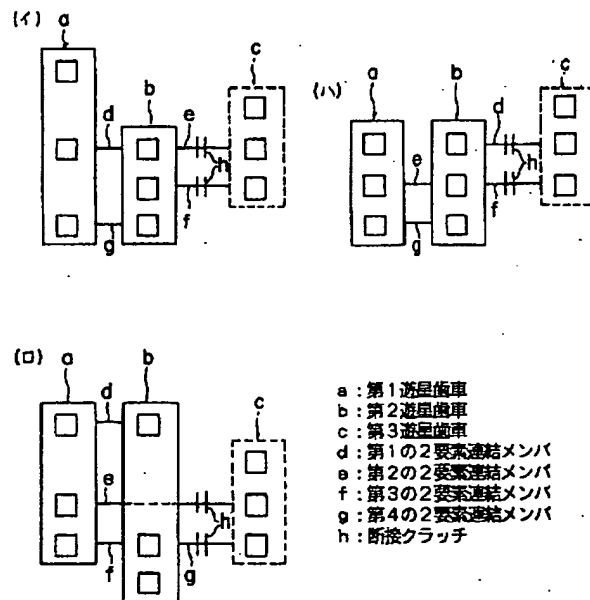 (イ)
a
b
c
d
e
h
f
g
(ハ)
a
b
c
d
e
h
f
g
(ロ)
a
b
c
d
e
h
f
g
a：第1遊星歯車
b：第2遊星歯車
c：第3遊星歯車
d：第1の2要素連結メンバ
e：第2の2要素連結メンバ
f：第3の2要素連結メンバ
g：第4の2要素連結メンバ
h：断接クラッチ